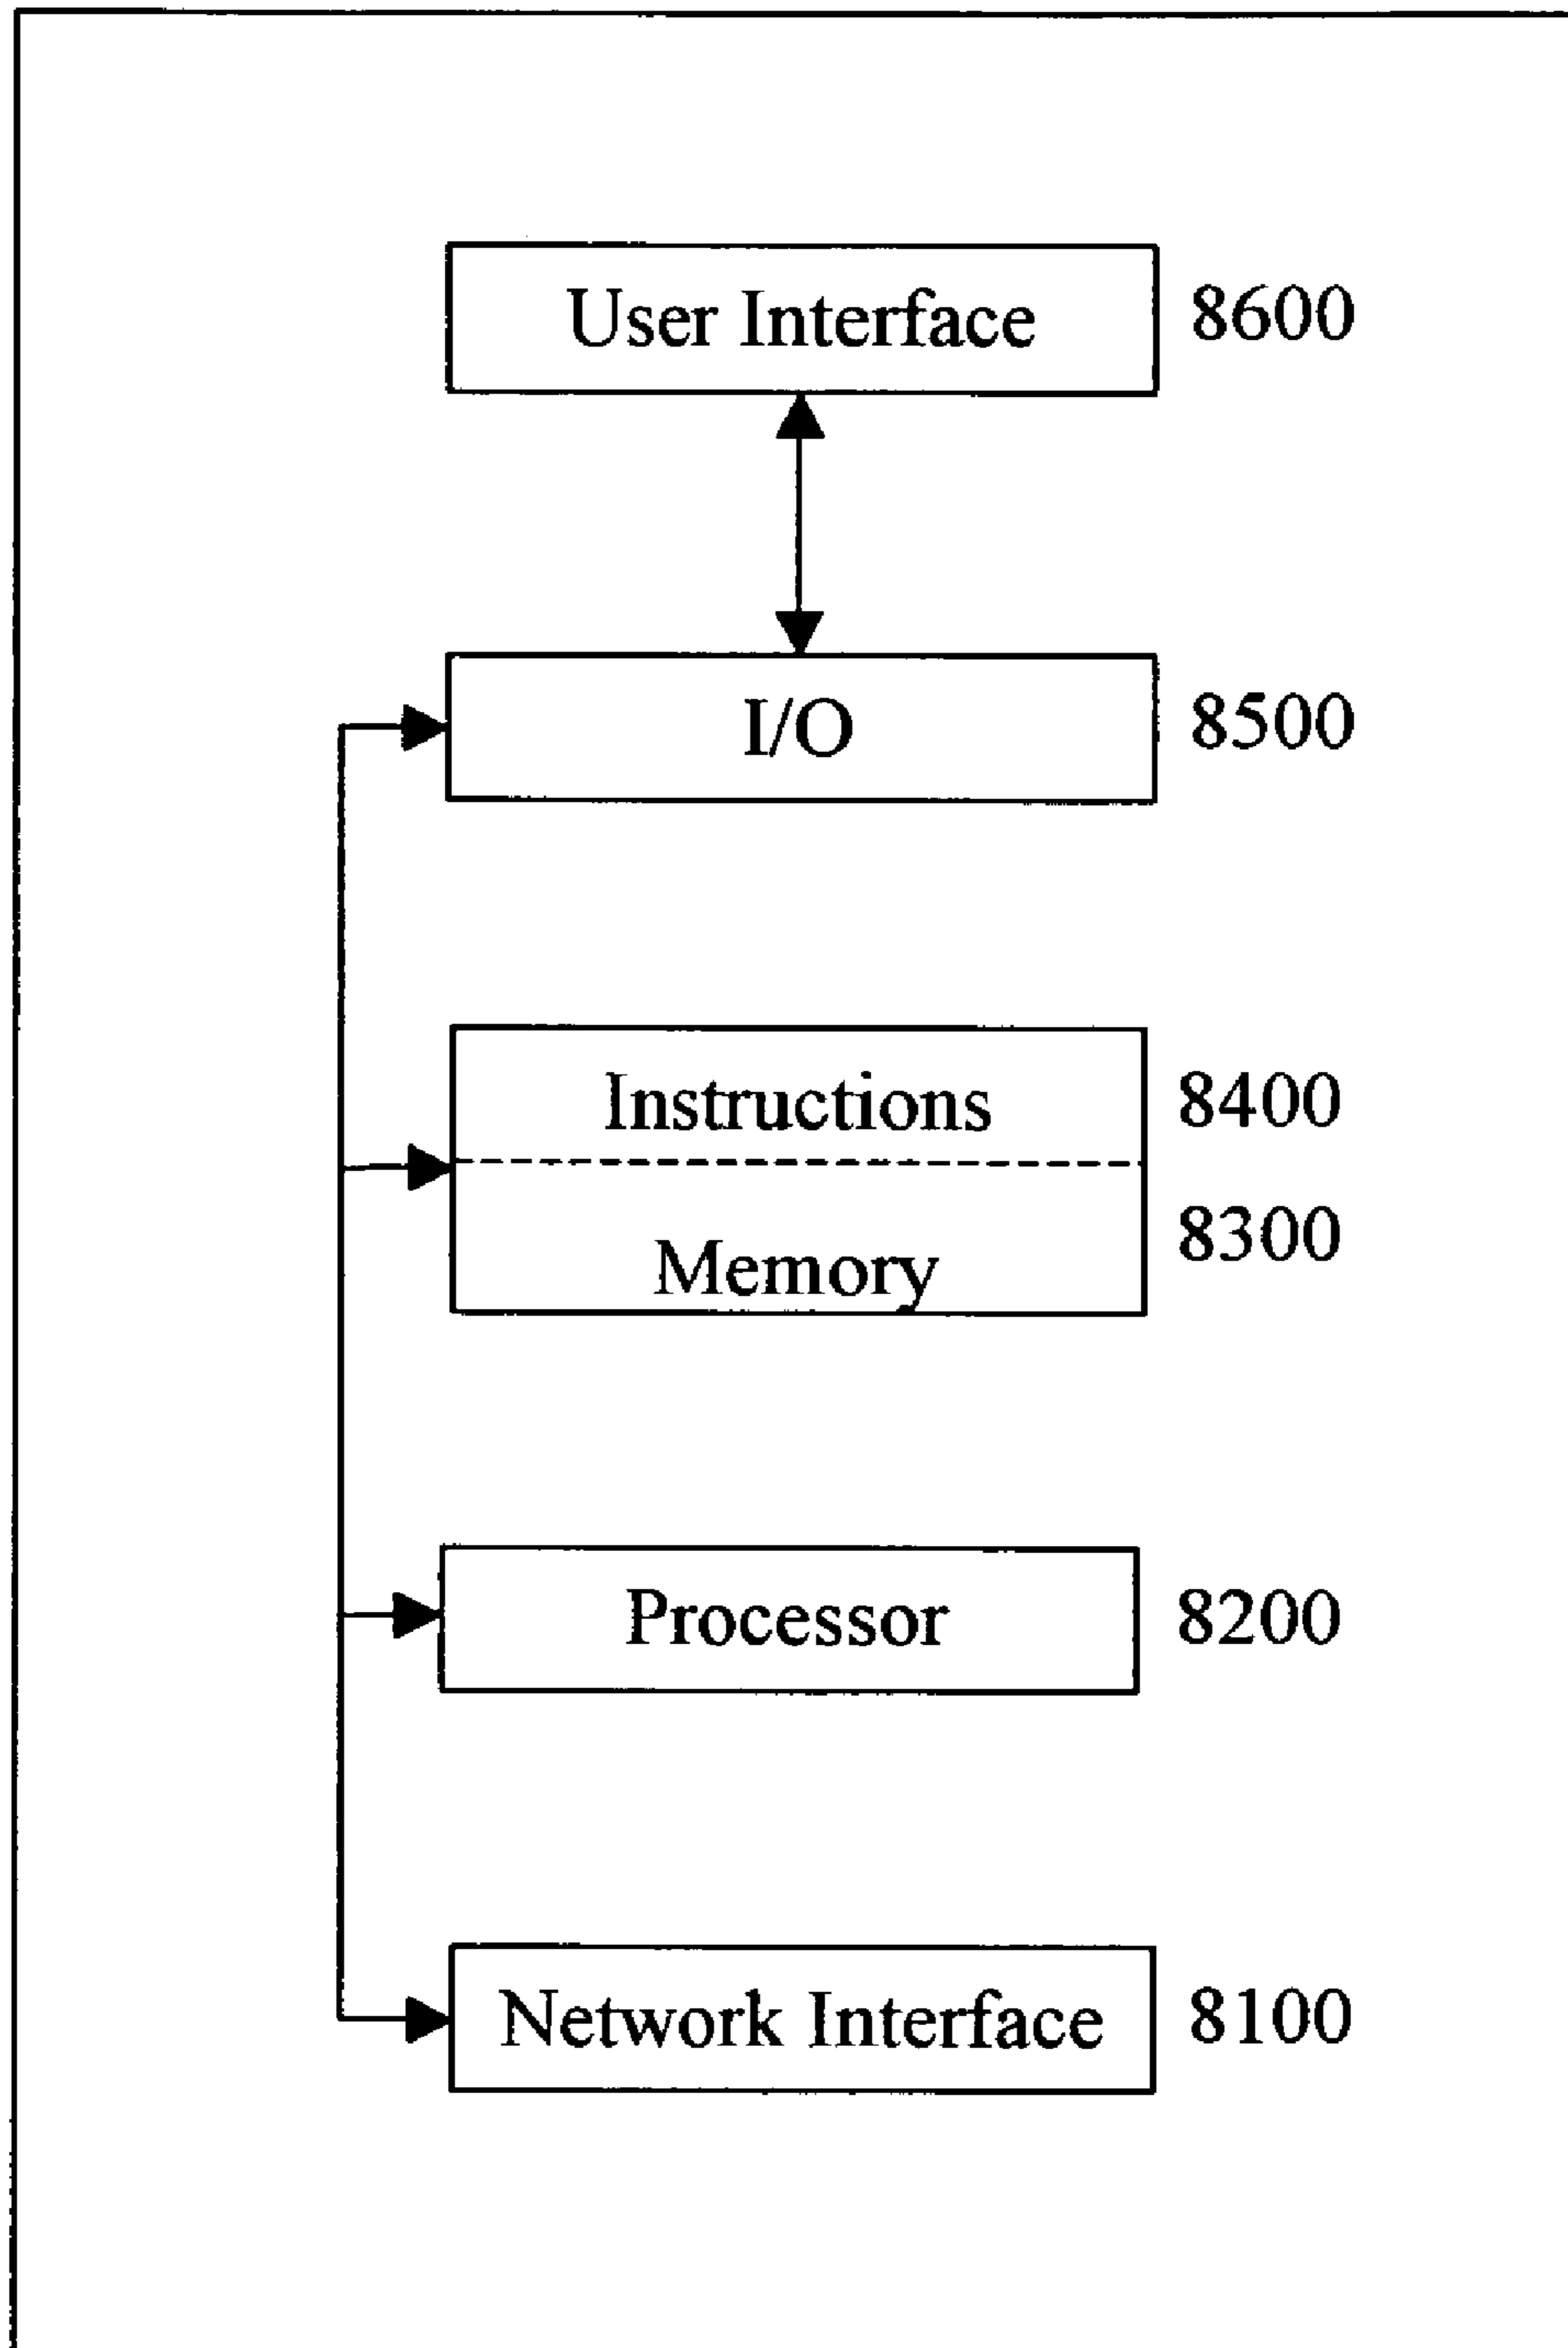 User Interface 8600
I/O 8500
Instructions 8400
Memory 8300
Processor 8200
Network Interface 8100